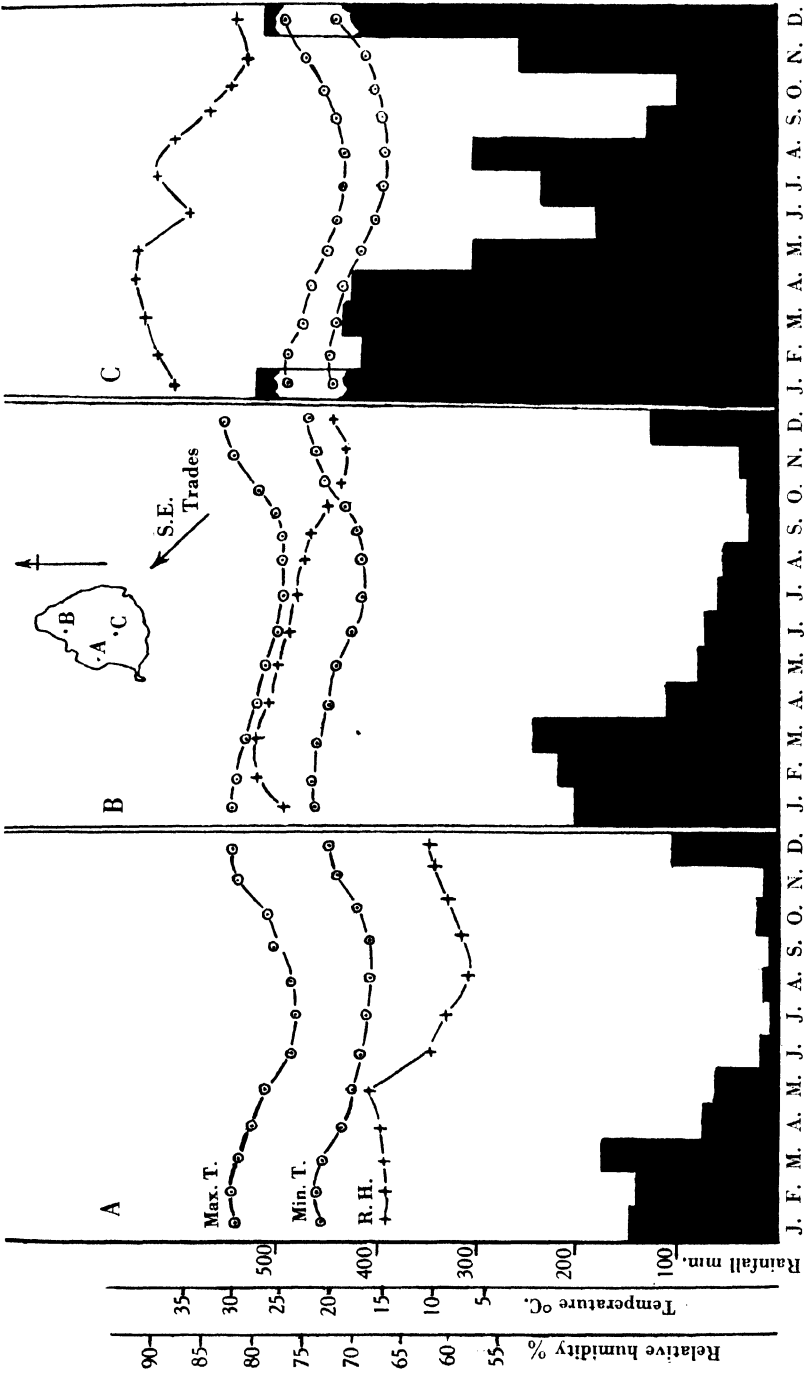 A
B
C
Max. T.
Min. T.
R. H.
S.E.
Trades
B
A
C
500
400
300
200
100
Rainfall mm.
35
30
25
20
15
10
5
Temperature °C.
90
85
80
75
70
65
60
55
Relative humidity %
J. F. M. A. M. J. J. A. S. O. N. D.
J. F. M. A. M. J. J. A. S. O. N. D.
J. F. M. A. M. J. J. A. S. O. N. D.